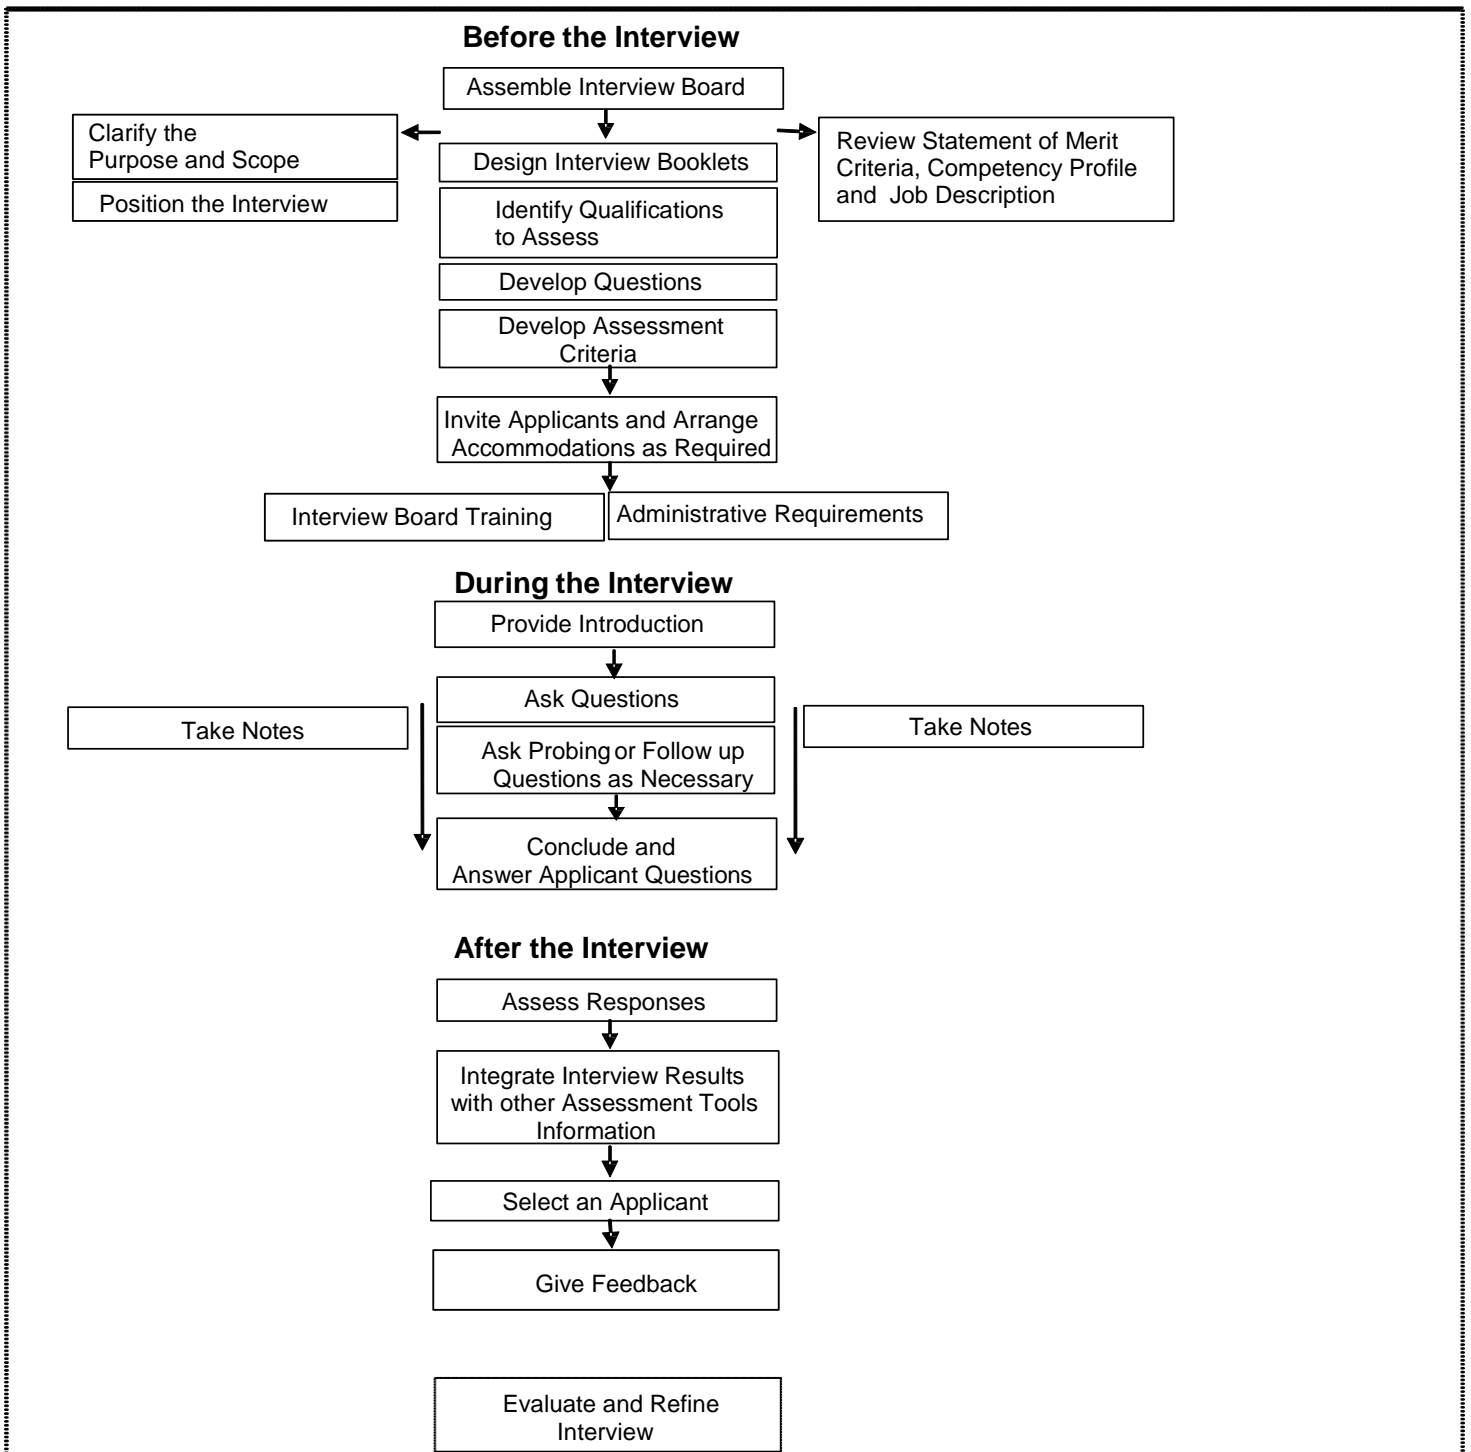 Before the Interview
Assemble Interview Board
Clarify the
Purpose and Scope
Position the Interview
Design Interview Booklets
Review Statement of Merit
Criteria, Competency Profile
and Job Description
Identify Qualifications
to Assess
Develop Questions
Develop Assessment
Criteria
Invite Applicants and Arrange
Accommodations as Required
Interview Board Training
Administrative Requirements
During the Interview
Provide Introduction
Ask Questions
Take Notes
Take Notes
Ask Probing or Follow up
Questions as Necessary
Conclude and
Answer Applicant Questions
After the Interview
Assess Responses
Integrate Interview Results
with other Assessment Tools
Information
Select an Applicant
Give Feedback
Evaluate and Refine
Interview